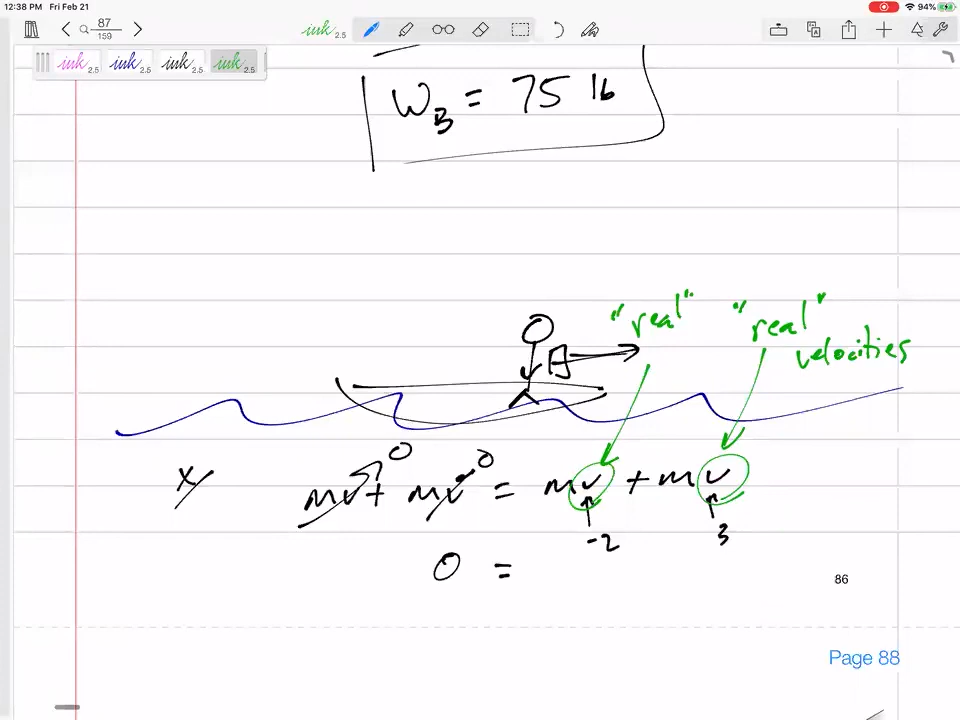 12:38 PM Fri Feb 21
94%
87
159
ink 2.5
ink 2.5
ink 2.5
ink 2.5
ink 2.5
W_B = 75 lb
"real" "real"
velocities
x mv + mv = mv + mv
0 0
-2 3
0 =
86
Page 88